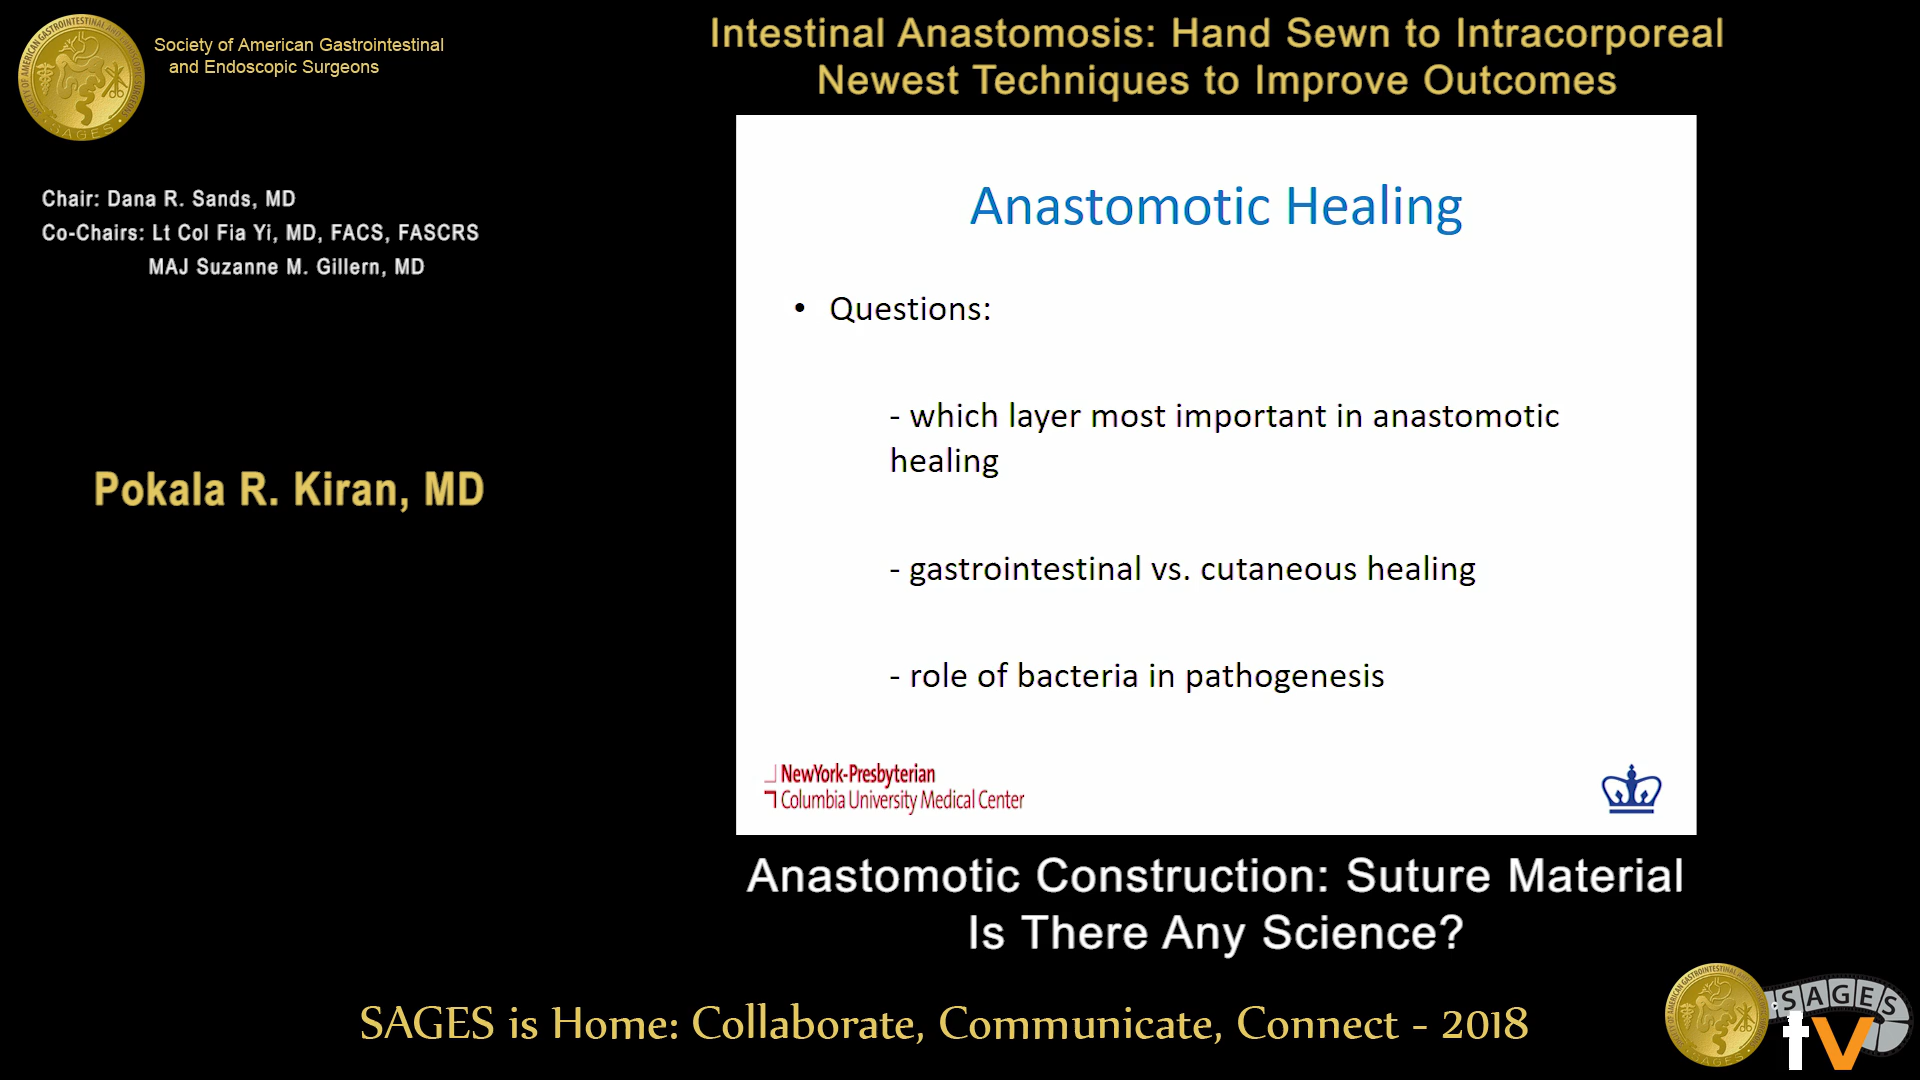 Society of American Gastrointestinal
and Endoscopic Surgeons
Intestinal Anastomosis: Hand Sewn to Intracorporeal
Newest Techniques to Improve Outcomes
Chair: Dana R. Sands, MD
Co-Chairs: Lt Col Fia Yi, MD, FACS, FASCRS
MAJ Suzanne M. Gillern, MD
Pokala R. Kiran, MD
Anastomotic Healing
• Questions:
- which layer most important in anastomotic
healing
- gastrointestinal vs. cutaneous healing
- role of bacteria in pathogenesis
NewYork-Presbyterian
Columbia University Medical Center
Anastomotic Construction: Suture Material
Is There Any Science?
SAGES is Home: Collaborate, Communicate, Connect - 2018
SAGES
tv